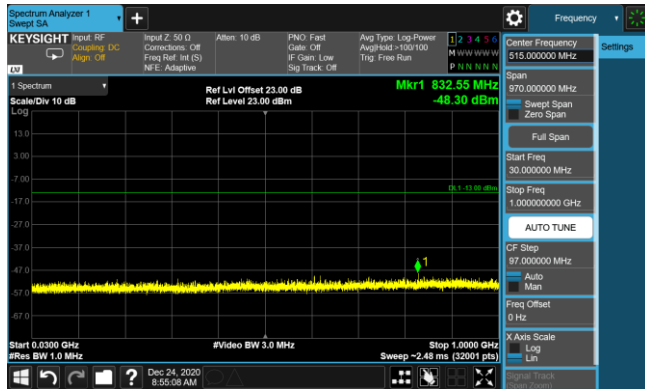 Spectrum Analyzer 1
Swept SA
+
Frequency
KEYSIGHT
Input: RF
Coupling: DC
Align: Off
Input Z: 50 Ω
Corrections: Off
Freq Ref: Int (S)
NFE: Adaptive
Atten: 10 dB
PNO: Fast
Gate: Off
IF Gain: Low
Sig Track: Off
Avg Type: Log-Power
Avg|Hold:>100/100
Trig: Free Run
1 2 3 4 5 6
M W W W W W
P N N N N N
LXI
1 Spectrum
Scale/Div 10 dB
Log
Ref Lvl Offset 23.00 dB
Ref Level 23.00 dBm
Mkr1 832.55 MHz
-48.30 dBm
13.0
3.00
-7.00
-17.0
-27.0
-37.0
-47.0
-57.0
-67.0
DL1 -13.00 dBm
1
Start 0.0300 GHz
#Res BW 1.0 MHz
#Video BW 3.0 MHz
Stop 1.0000 GHz
Sweep ~2.48 ms (32001 pts)
Center Frequency
515.000000 MHz
Settings
Span
970.000000 MHz
Swept Span
Zero Span
Full Span
Start Freq
30.000000 MHz
Stop Freq
1.000000000 GHz
AUTO TUNE
CF Step
97.000000 MHz
Auto
Man
Freq Offset
0 Hz
X Axis Scale
Log
Lin
Signal Track
(Span Zoom)
?
Dec 24, 2020
8:55:08 AM